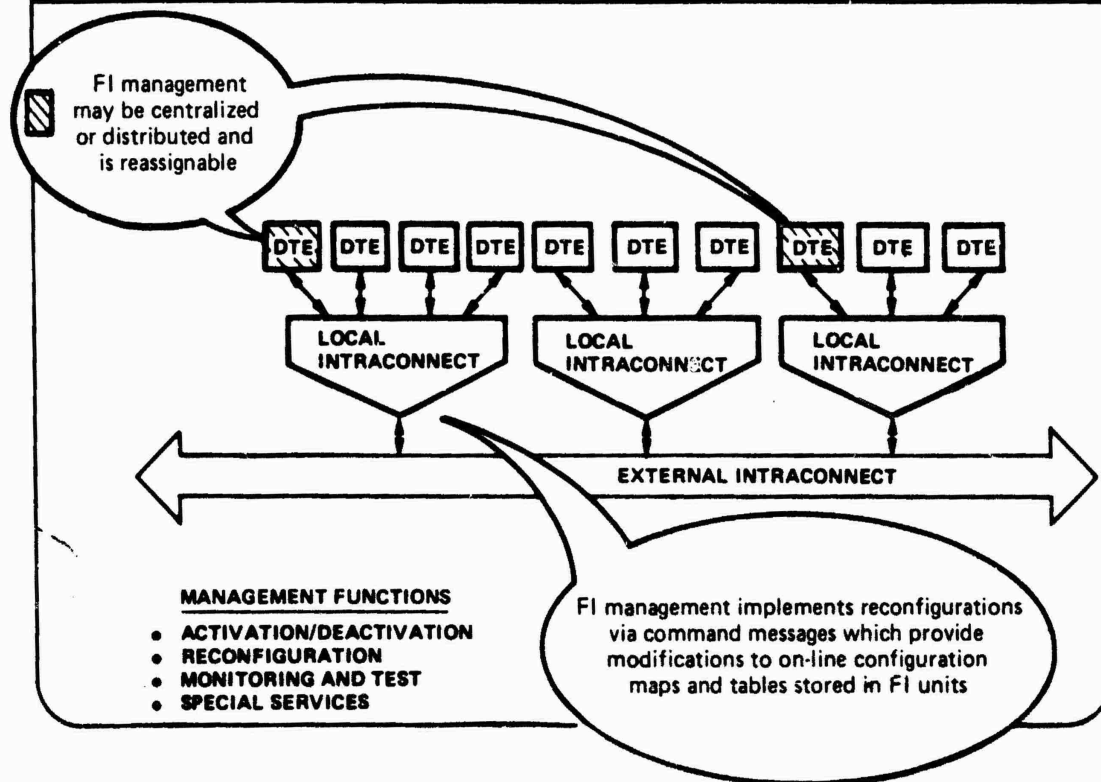 FI management
may be centralized
or distributed and
is reassignable
DTE DTE DTE DTE DTE DTE DTE DTE DTE DTE
LOCAL
INTRACONNECT
LOCAL
INTRACONNECT
LOCAL
INTRACONNECT
EXTERNAL INTRACONNECT
MANAGEMENT FUNCTIONS
• ACTIVATION/DEACTIVATION
• RECONFIGURATION
• MONITORING AND TEST
• SPECIAL SERVICES
FI management implements reconfigurations
via command messages which provide
modifications to on-line configuration
maps and tables stored in FI units